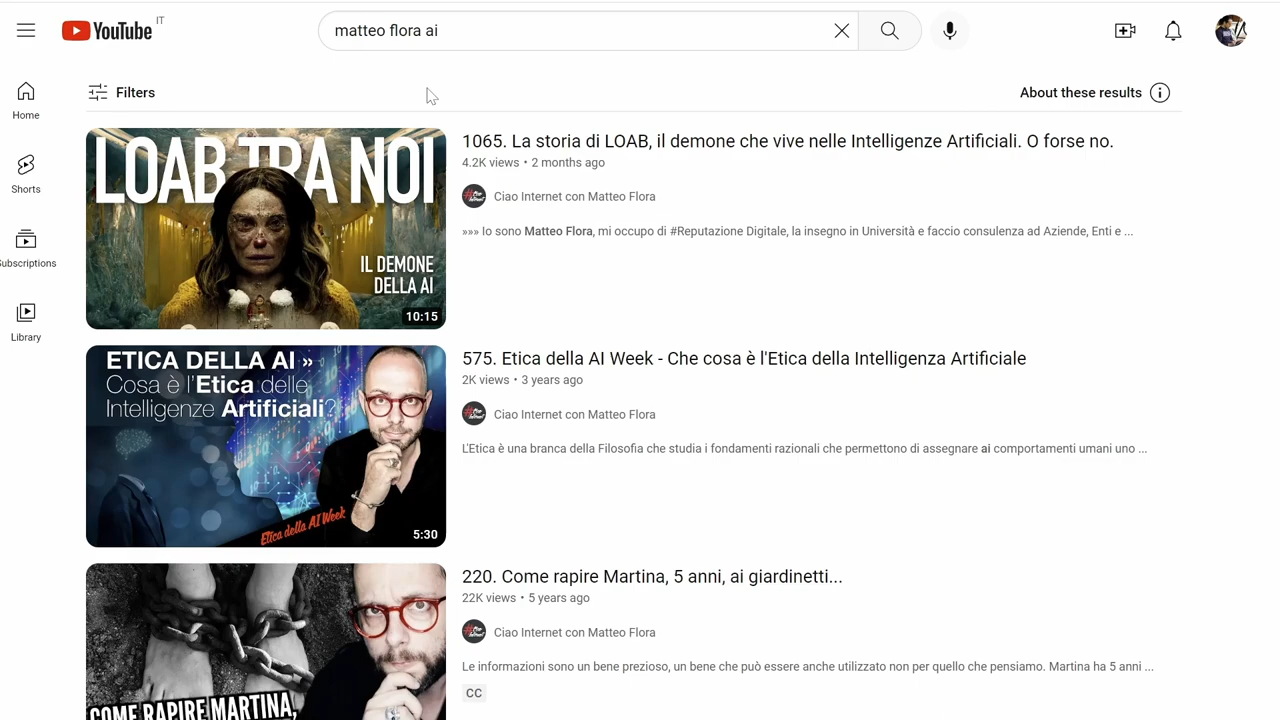 YouTube IT
matteo flora ai
Filters
About these results
Home
Shorts
Subscriptions
Library
LOAB TRA NOI
IL DEMONE
DELLA AI
10:15
1065. La storia di LOAB, il demone che vive nelle Intelligenze Artificiali. O forse no.
4.2K views • 2 months ago
Ciao Internet con Matteo Flora
»»» Io sono Matteo Flora, mi occupo di #Reputazione Digitale, la insegno in Università e faccio consulenza ad Aziende, Enti e ...
ETICA DELLA AI »
Cosa è l'Etica delle
Intelligenze Artificiali?
Etica della AI Week
5:30
575. Etica della AI Week - Che cosa è l'Etica della Intelligenza Artificiale
2K views • 3 years ago
Ciao Internet con Matteo Flora
L'Etica è una branca della Filosofia che studia i fondamenti razionali che permettono di assegnare ai comportamenti umani uno ...
COME RAPIRE MARTINA,
220. Come rapire Martina, 5 anni, ai giardinetti...
22K views • 5 years ago
Ciao Internet con Matteo Flora
Le informazioni sono un bene prezioso, un bene che può essere anche utilizzato non per quello che pensiamo. Martina ha 5 anni ...
CC